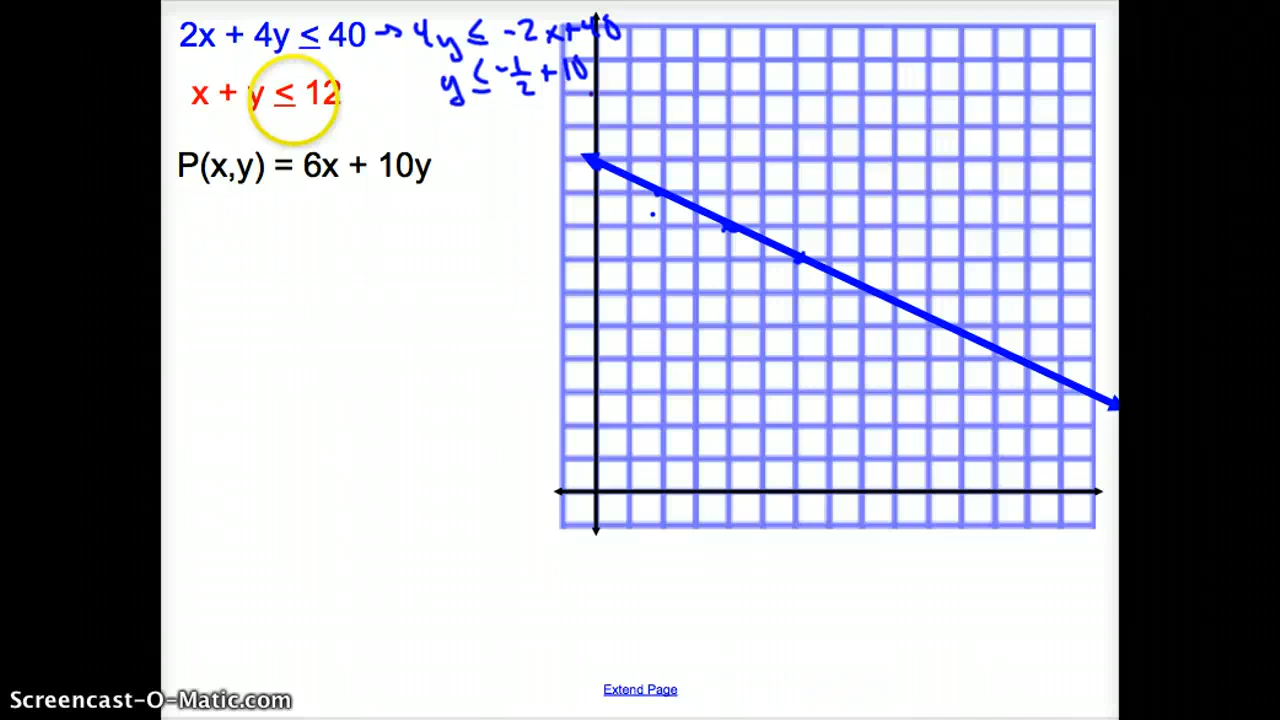 2x + 4y ≤ 40 → 4y ≤ -2x+40
y ≤ -1/2 + 10
x + y ≤ 12
P(x,y) = 6x + 10y
Extend Page
Screencast-O-Matic.com